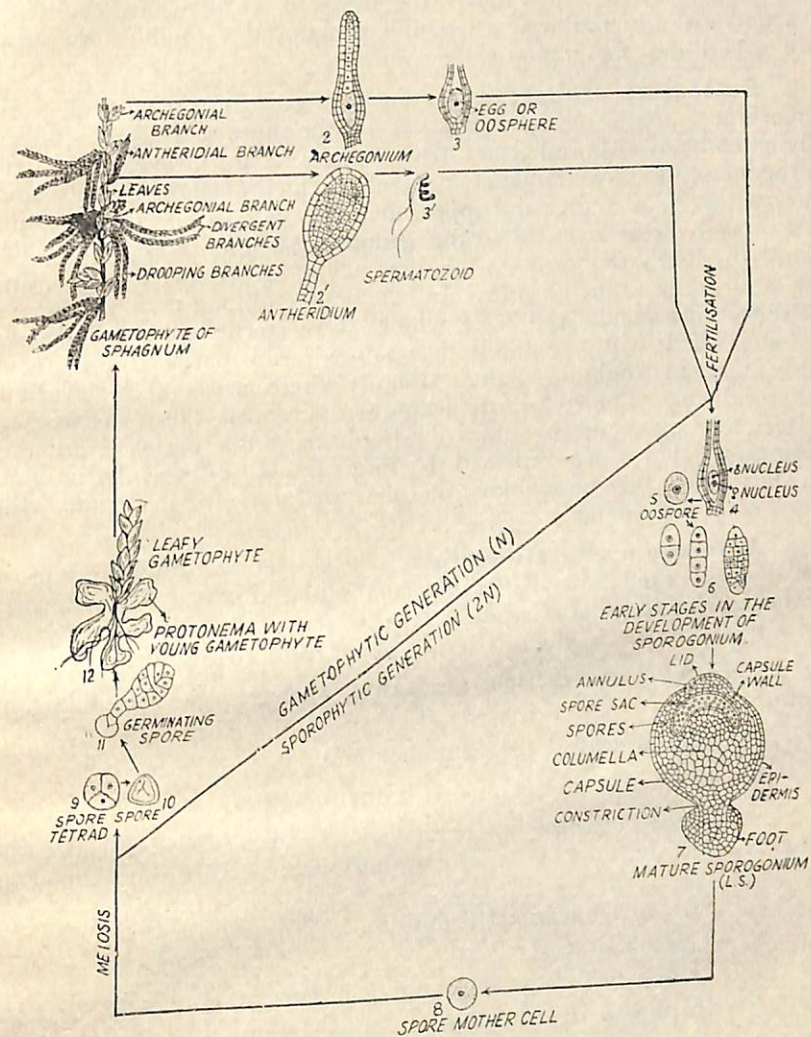 ARCHEGONIAL
BRANCH
ANTHERIDIAL BRANCH
LEAVES
ARCHEGONIAL BRANCH
DIVERGENT
BRANCHES
DROOPING BRANCHES
GAMETOPHYTE OF
SPHAGNUM
2
ARCHEGONIUM
3
EGG OR
OOSPHERE
2'
ANTHERIDIUM
3'
SPERMATOZOID
FERTILISATION
♂ NUCLEUS
♀ NUCLEUS
4
5
OOSPORE
6
EARLY STAGES IN THE
DEVELOPMENT OF
SPOROGONIUM
LID
CAPSULE
WALL
ANNULUS
SPORE SAC
SPORES
COLUMELLA
CAPSULE
EPI-
DERMIS
CONSTRICTION
7
FOOT
MATURE SPOROGONIUM
(L.S.)
GAMETOPHYTIC GENERATION (N)
SPOROPHYTIC GENERATION (2N)
LEAFY
GAMETOPHYTE
PROTONEMA WITH
YOUNG GAMETOPHYTE
12
11
GERMINATING
SPORE
9
10
SPORE SPORE
TETRAD
MEIOSIS
8
SPORE MOTHER CELL